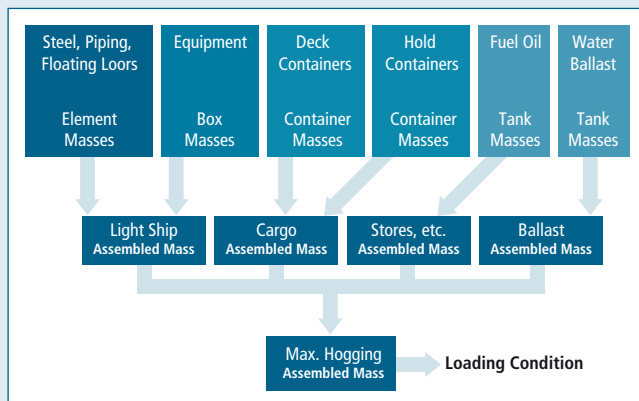 Steel, Piping,
Floating Loors
Element
Masses
Equipment
Box
Masses
Deck
Containers
Container
Masses
Hold
Containers
Container
Masses
Fuel Oil
Tank
Masses
Water
Ballast
Tank
Masses
Light Ship
Assembled Mass
Cargo
Assembled Mass
Stores, etc.
Assembled Mass
Ballast
Assembled Mass
Max. Hogging
Assembled Mass
Loading Condition